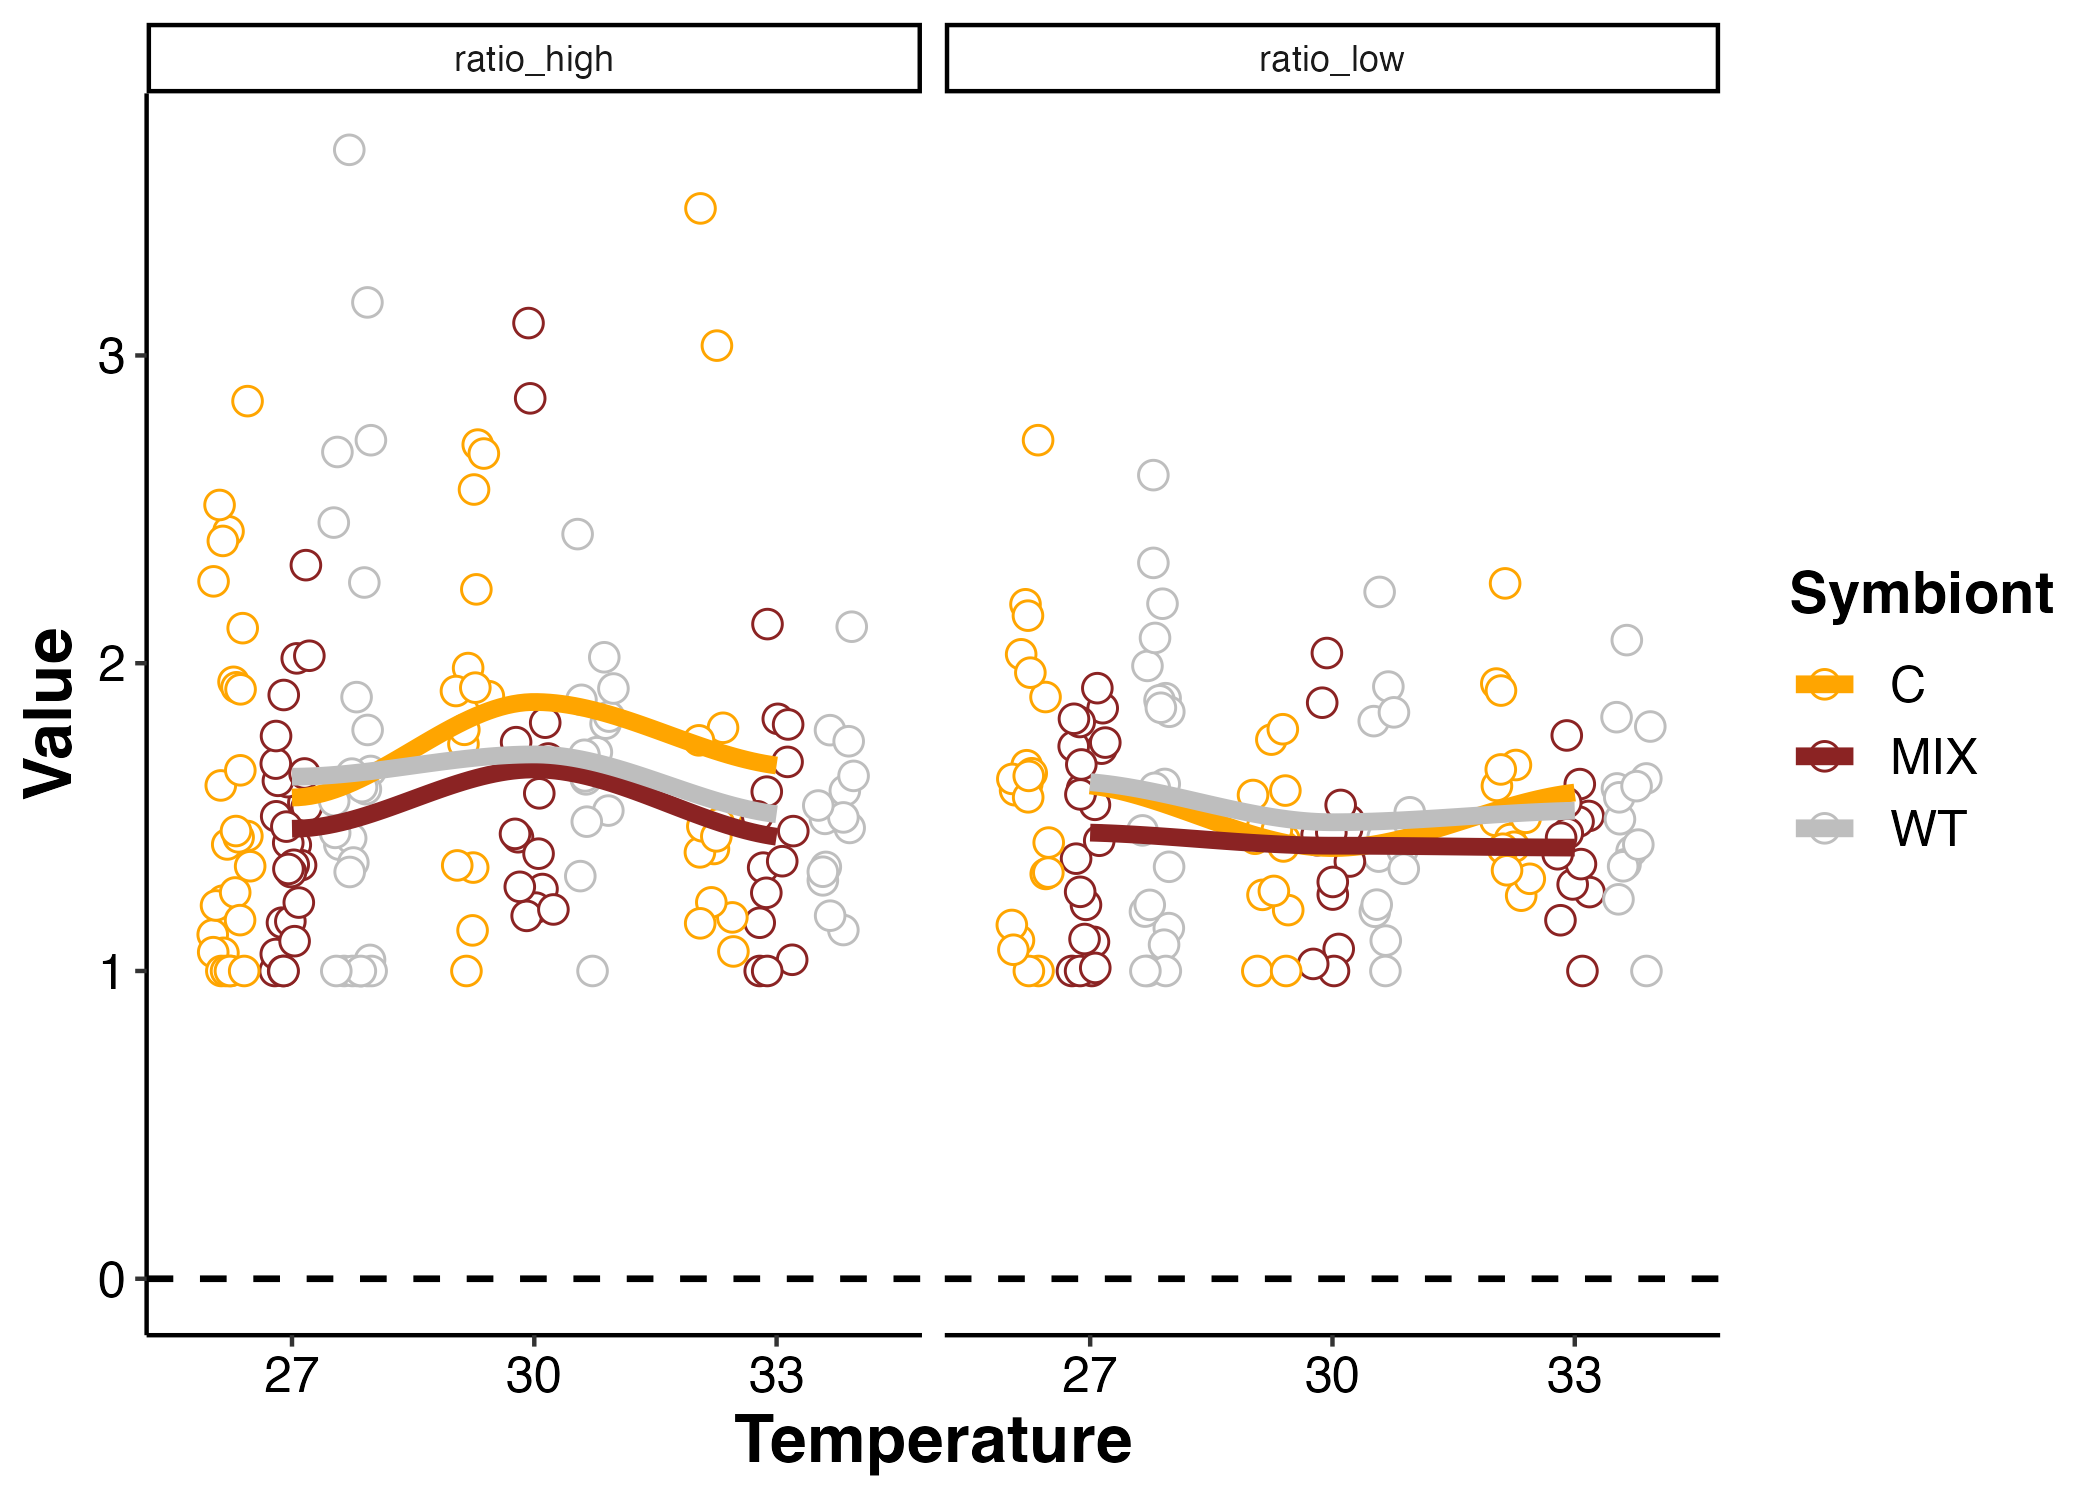 ratio_high
ratio_low
Value
3
2
1
0
27
30
33
27
30
33
Temperature
Symbiont
C
MIX
WT